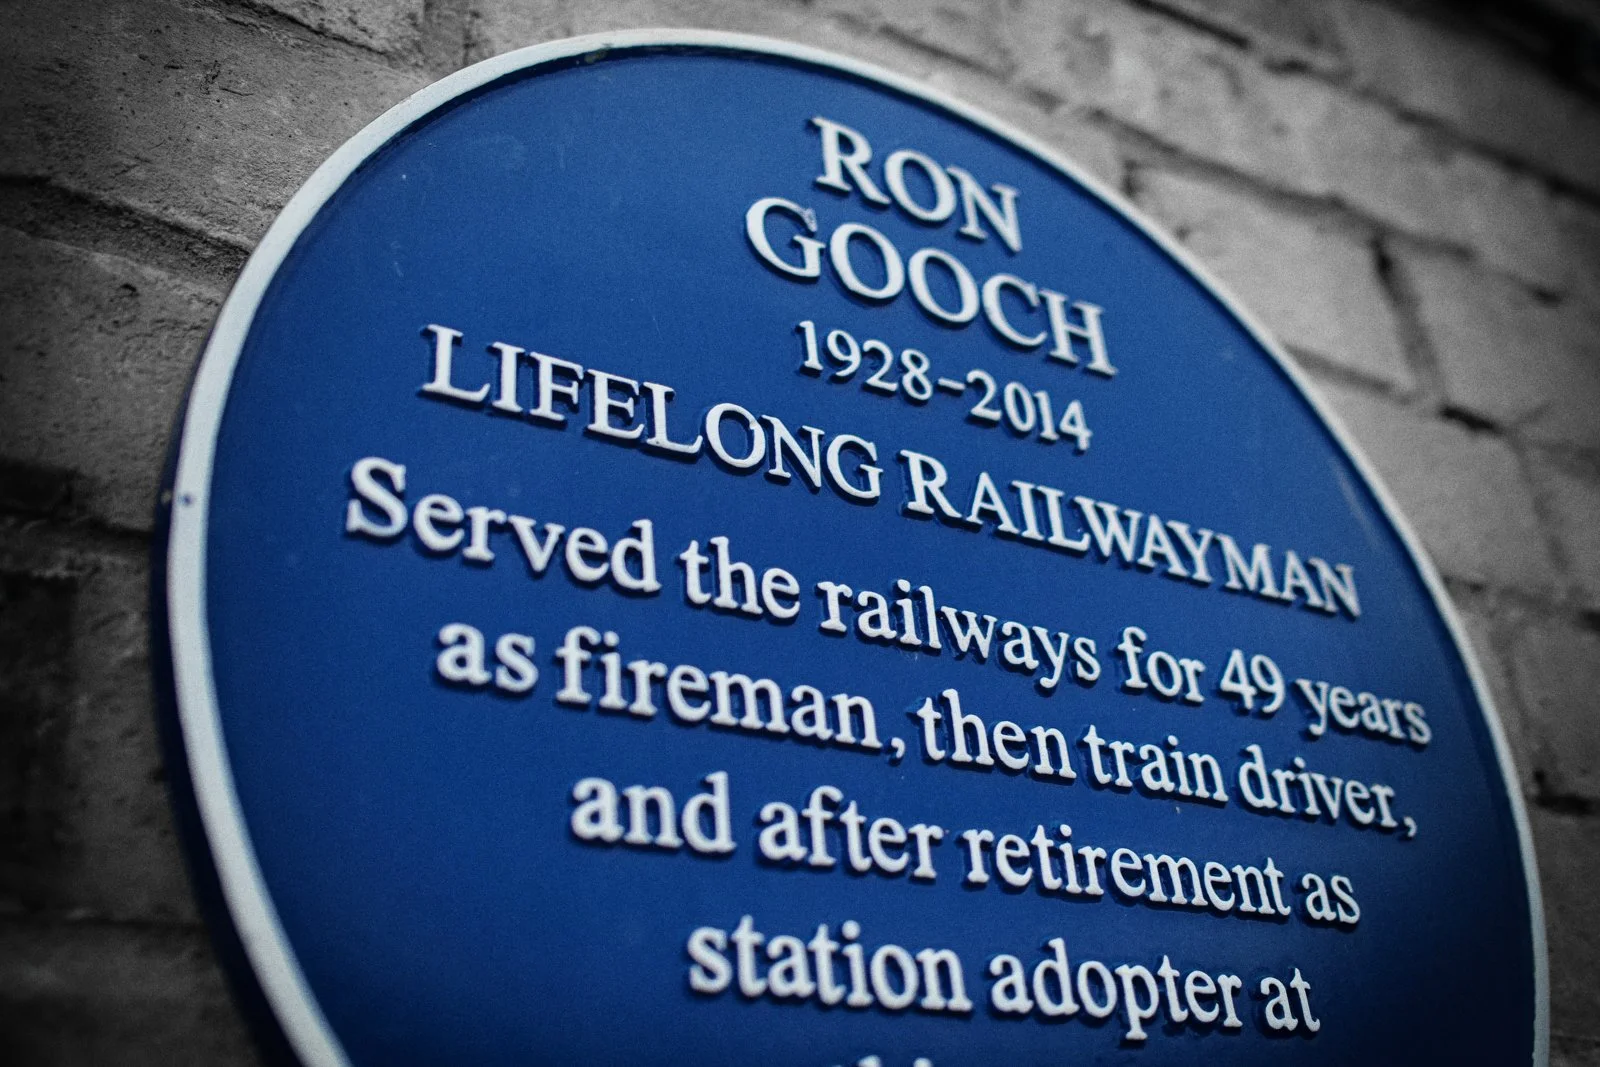 RON
GOOCH
1928-2014
LIFELONG RAILWAYMAN
Served the railways for 49 years
as fireman, then train driver,
and after retirement as
station adopter at